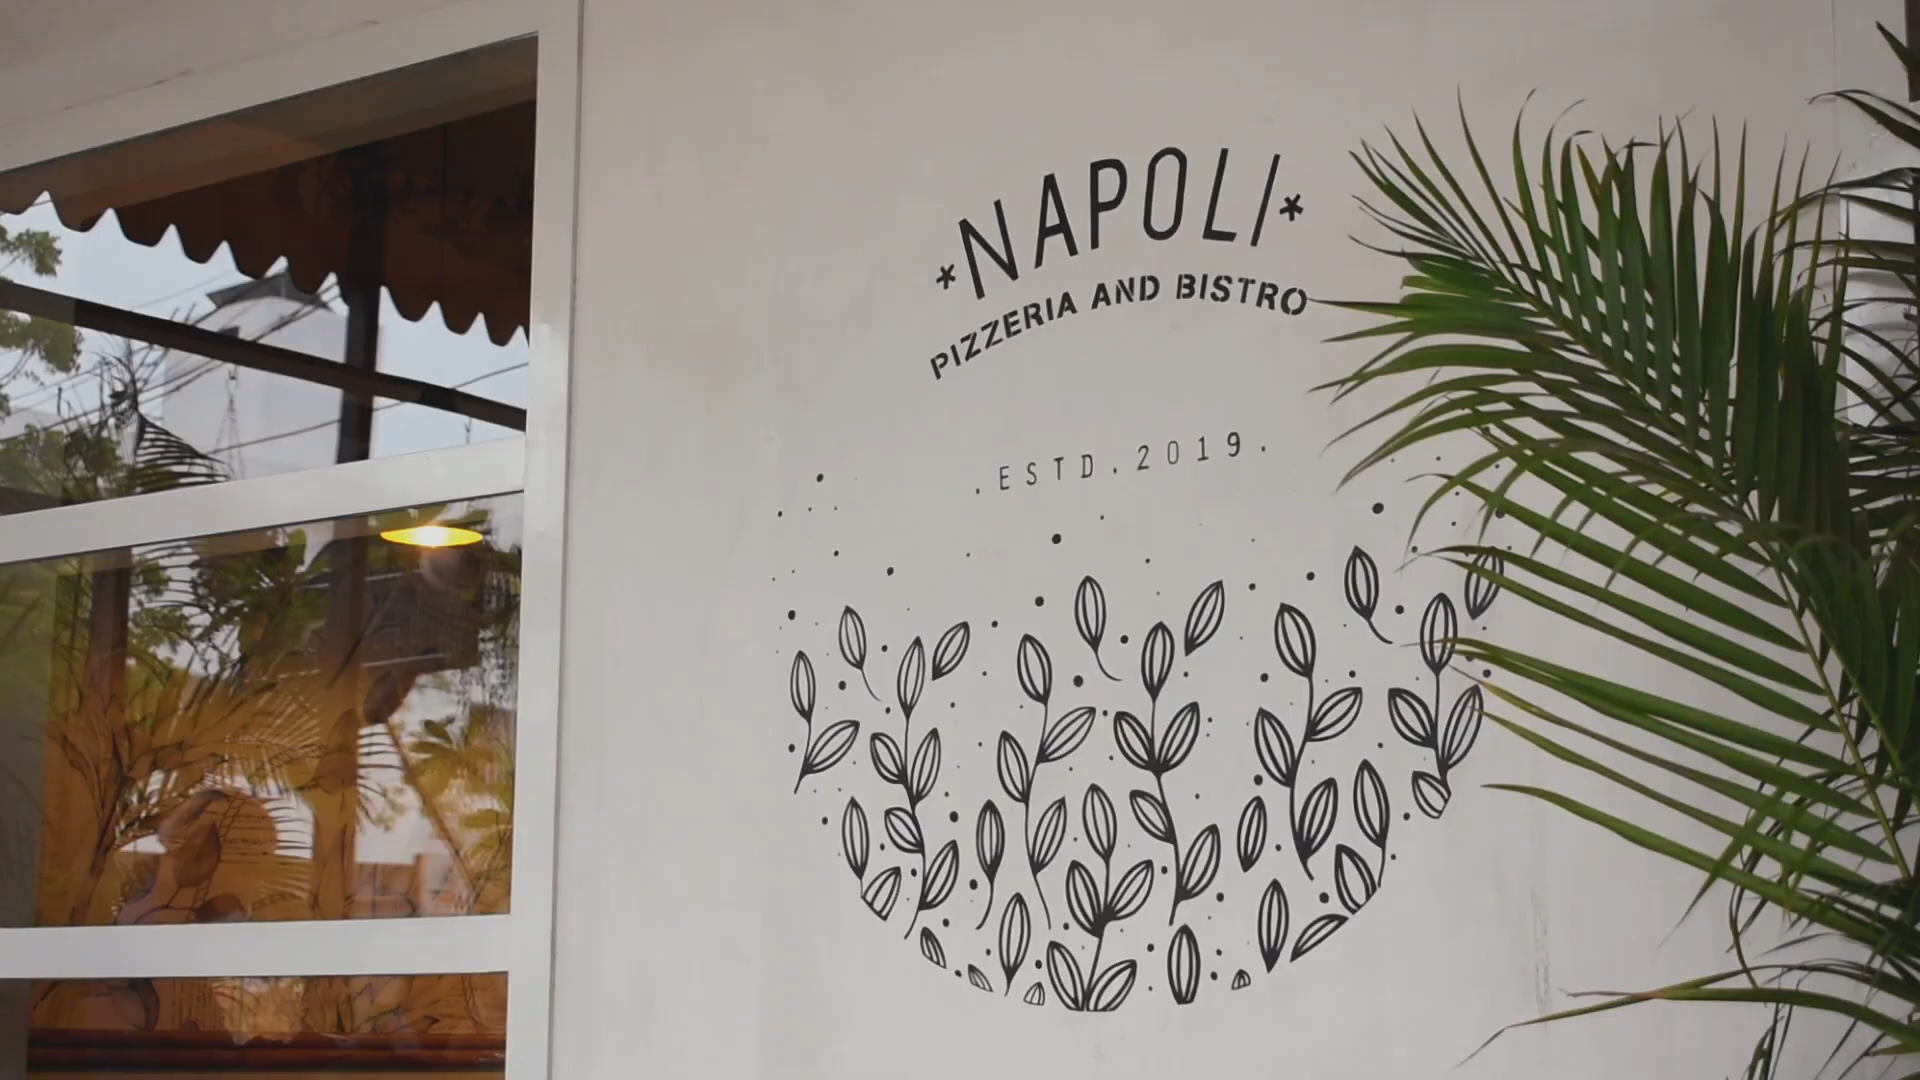 *NAPOLI*
PIZZERIA AND BISTRO
.ESTD.2019.